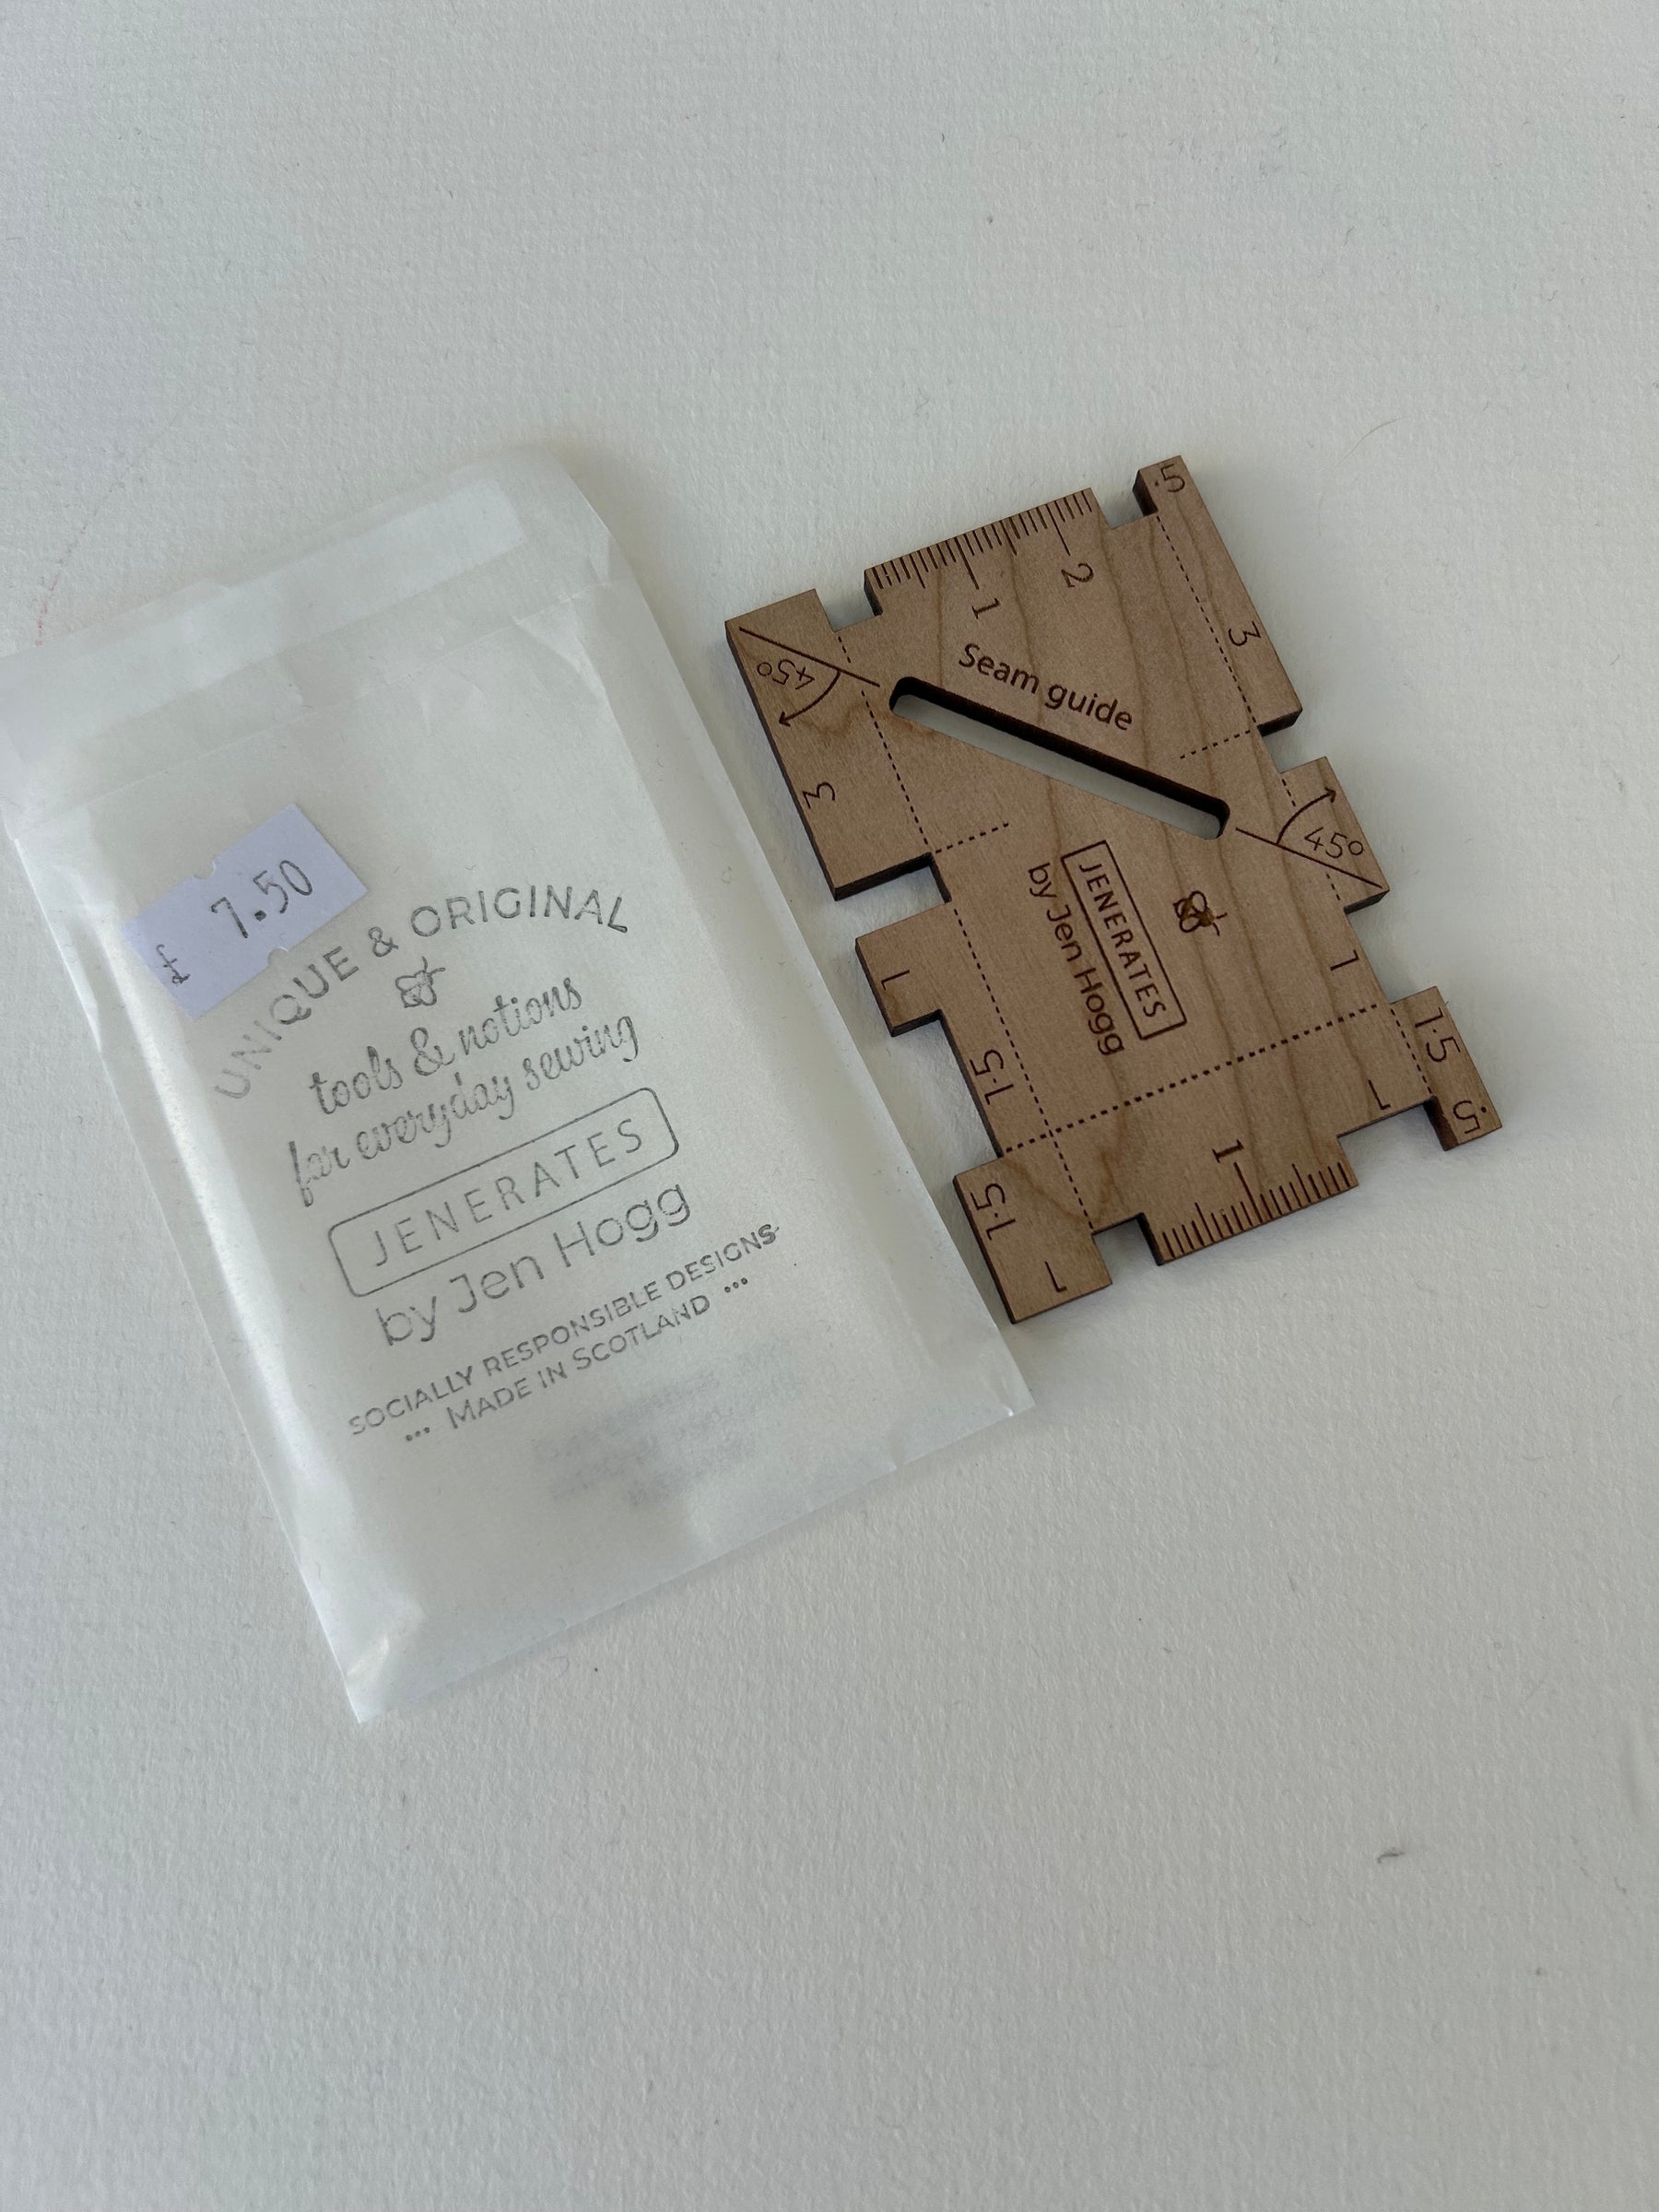 £ 7.50
UNIQUE & ORIGINAL
tools & notions
for everyday sewing
JENERATES
by Jen Hogg
SOCIALLY RESPONSIBLE DESIGNS
... MADE IN SCOTLAND ...
.5
2
1
3
Seam guide
45°
3
45°
JENERATES
by Jen Hogg
1
1
1.5
1.5
1
.5
1
1.5
1